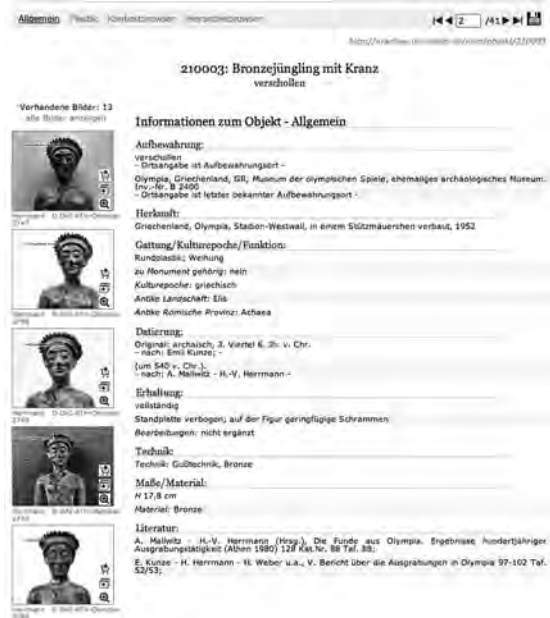 Allgemein
2 /41
210003: Bronzejüngling mit Kranz
verschollen
Vorhandene Bilder: 13
alle Bilder anzeigen
Informationen zum Objekt - Allgemein
Aufbewahrung:
verschollen
- Ortsangabe ist Aufbewahrungsort -
Olympia, Griechenland, GR, Museum der olympischen Spiele, ehemaliges archäologisches Museum:
Inv.-Nr. B 2400
- Ortsangabe ist letzter bekannter Aufbewahrungsort -
Herkunft:
Griechenland, Olympia, Stadion-Westwall, in einem Stützmäuerchen verbaut, 1952
Gattung/Kulturepoche/Funktion:
Rundplastik; Weihung
zu Monument gehörig: nein
Kulturepoche: griechisch
Antike Landschaft: Elis
Antike Römische Provinz: Achaea
Datierung:
Original: archaisch, 3. Viertel 6. Jh. v. Chr.
- nach: Emil Kunze; -
(um 540 v. Chr.).
- nach: A. Mallwitz - H.-V. Herrmann -
Erhaltung:
vollständig
Standplatte verbogen; auf der Figur geringfügige Schrammen
Bearbeitungen: nicht ergänzt
Technik:
Technik: Gußtechnik, Bronze
Maße/Material:
H 17,8 cm
Material: Bronze
Literatur:
A. Mallwitz - H.-V. Herrmann (Hrsg.), Die Funde aus Olympia. Ergebnisse hundertjähriger
Ausgrabungstätigkeit (Athen 1980) 128 Kat.Nr. 88 Taf. 88;
E. Kunze - H. Herrmann - H. Weber u.a., V. Bericht über die Ausgrabungen in Olympia 97-102 Taf.
52/53;